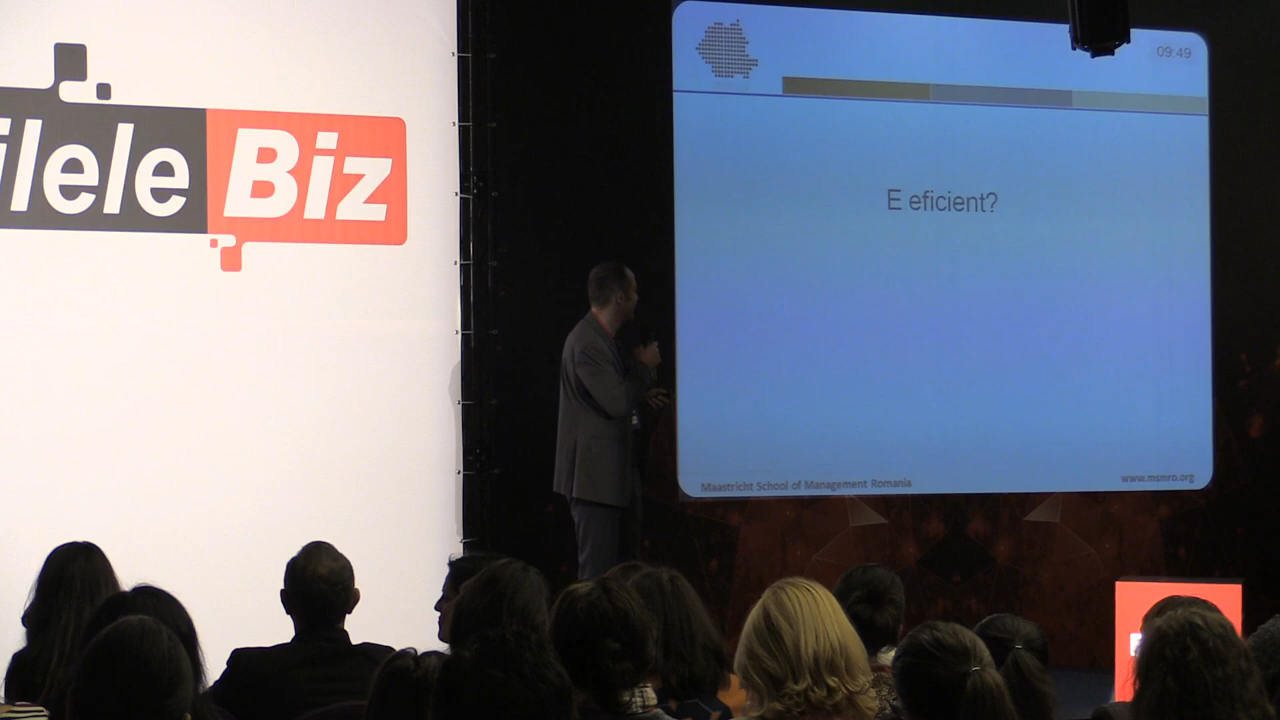 ilele Biz
09:49
E eficient?
Maastricht School of Management Romania
www.msmro.org